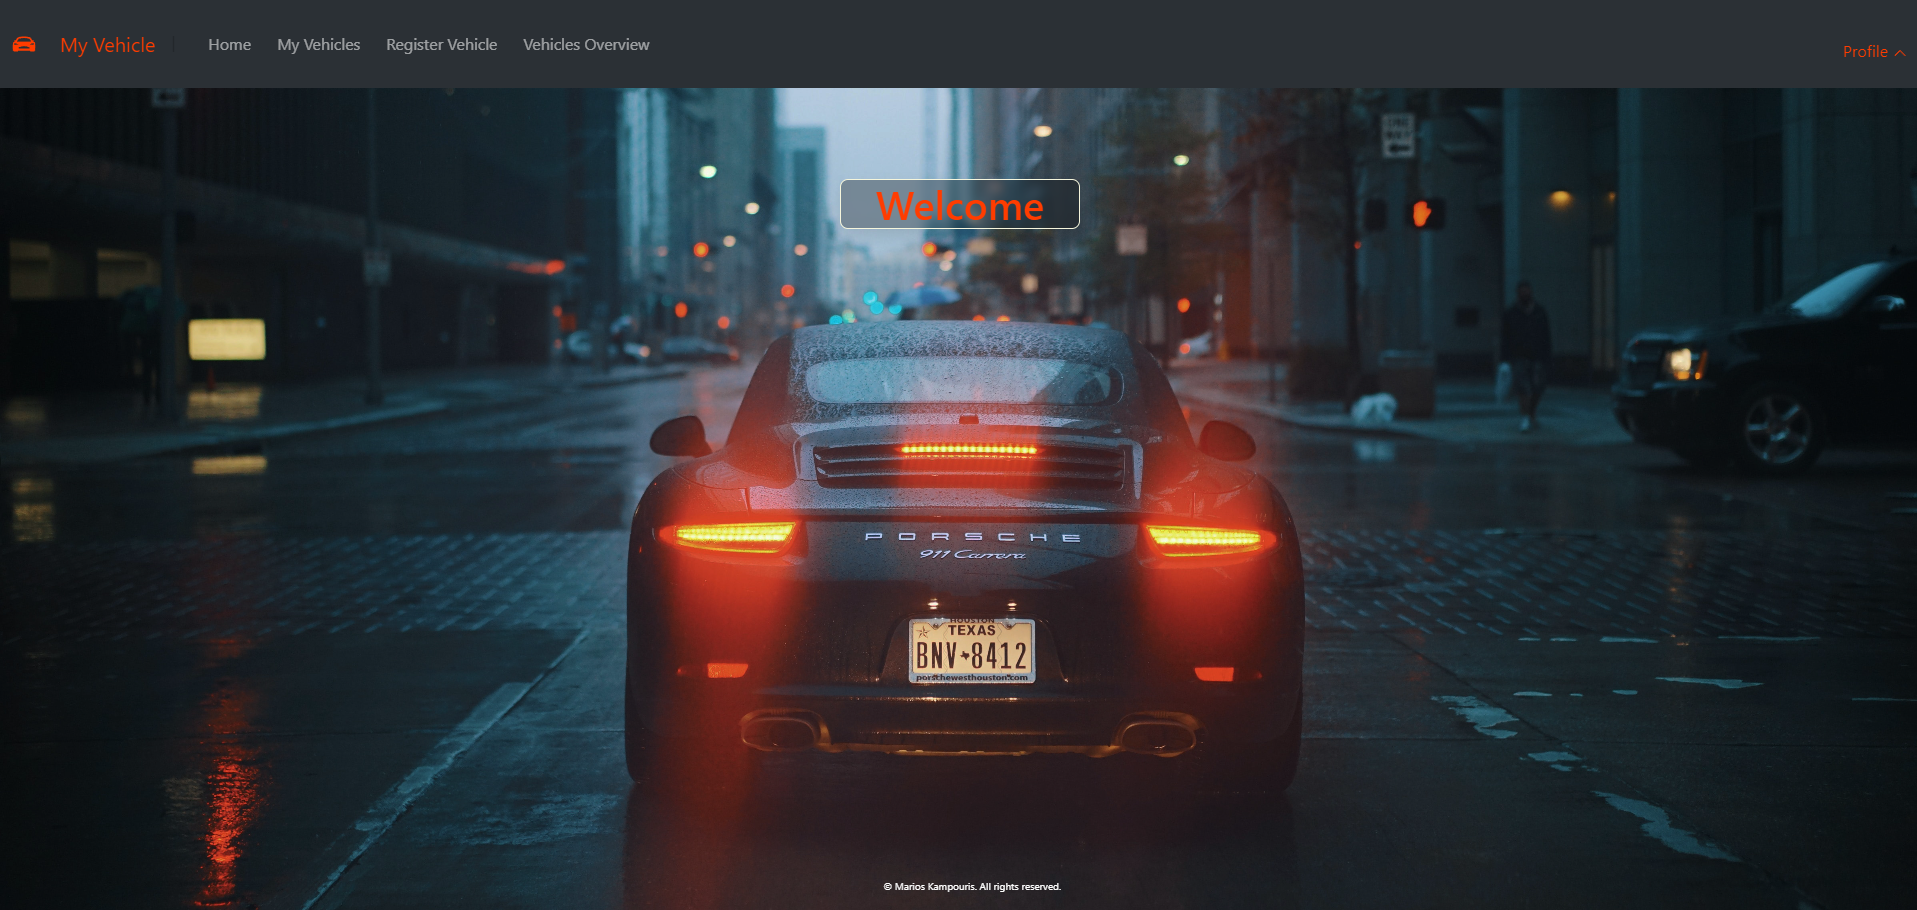 My Vehicle
Home
My Vehicles
Register Vehicle
Vehicles Overview
Profile
Welcome
PORSCHE
911 Carrera
HOUSTON
TEXAS
BNV 8412
porschewesthouston.com
© Marios Kampouris. All rights reserved.